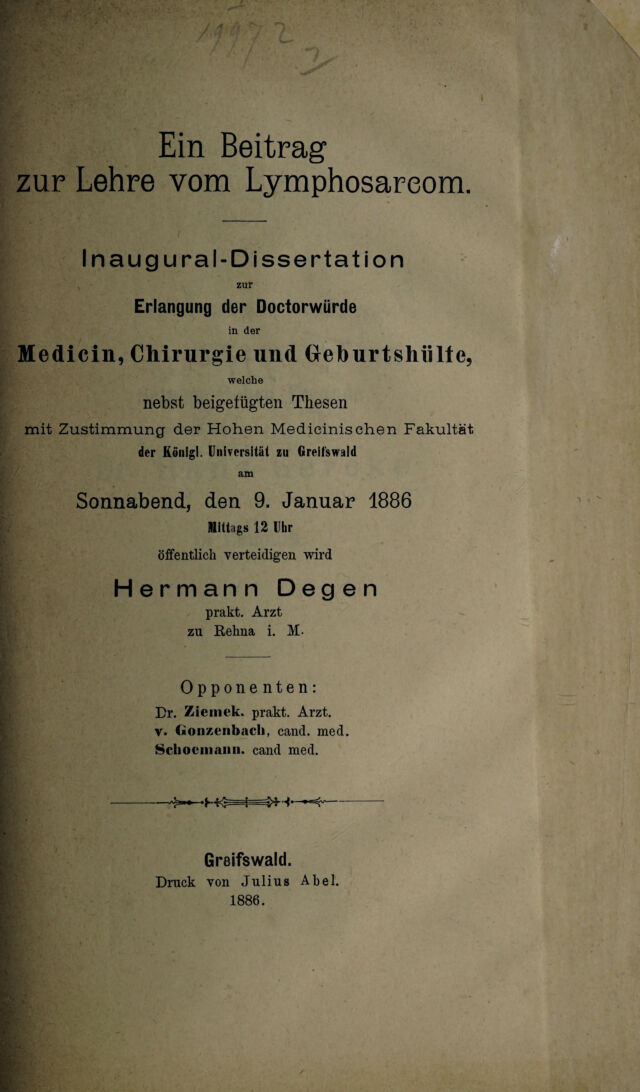 Ein Beitrag
zur Lehre vom Lymphosarcom.
Inaugural-Dissertation
zur
Erlangung der Doctorwürde
in der
Medicin, Chirurgie und Geburtshülfe,
welche
nebst beigefügten Thesen
mit Zustimmung der Hohen Medicinischen Fakultät
der Königl. Universität zu Greifswald
am
Sonnabend, den 9. Januar 1886
Mittags 12 Uhr
öffentlich verteidigen wird
Hermann Degen
prakt. Arzt
zu Rehna i. M.
Opponenten:
Dr. Ziemek. prakt. Arzt.
v. Gonzenbach, cand. med.
Schoemann. cand med.
Greifswald.
Druck von Julius Abel.
1886.